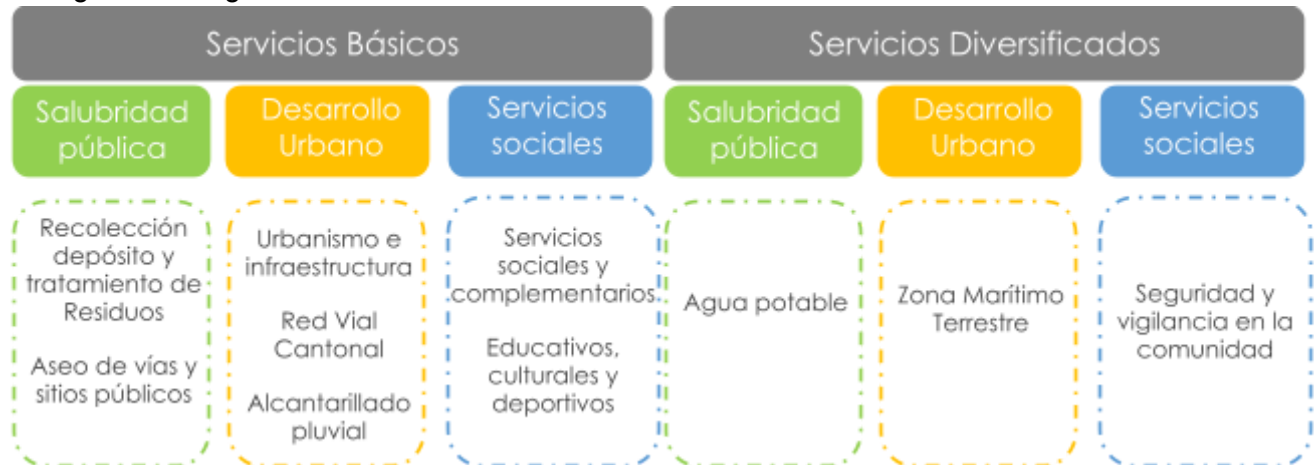 Servicios Básicos
Servicios Diversificados
Salubridad
pública
Desarrollo
Urbano
Servicios
sociales
Salubridad
pública
Desarrollo
Urbano
Servicios
sociales
Recolección
depósito y
tratamiento de
Residuos
Aseo de vías y
sitios públicos
Urbanismo e
infraestructura
Red Vial
Cantonal
Alcantarillado
pluvial
Servicios
sociales y
complementarios
Educativos,
culturales y
deportivos
Agua potable
Zona Marítimo
Terrestre
Seguridad y
vigilancia en la
comunidad